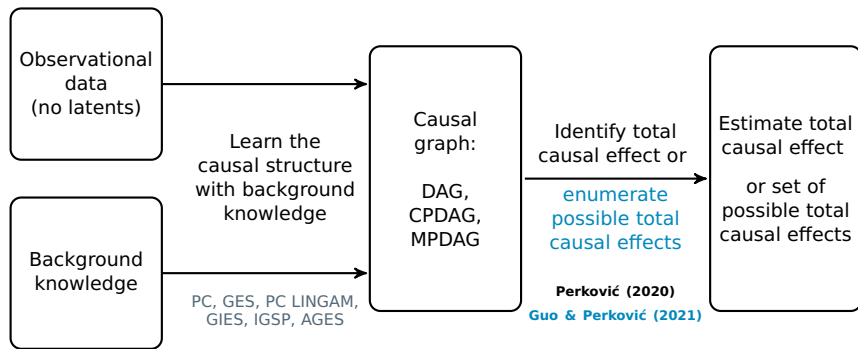 Observational
data
(no latents)
Background
knowledge
Learn the
causal structure
with background
knowledge
PC, GES, PC LINGAM,
GIES, IGSP, AGES
Causal
graph:
DAG,
CPDAG,
MPDAG
Identify total
causal effect or
enumerate
possible total
causal effects
Perković (2020)
Guo & Perković (2021)
Estimate total
causal effect
or set of
possible total
causal effects